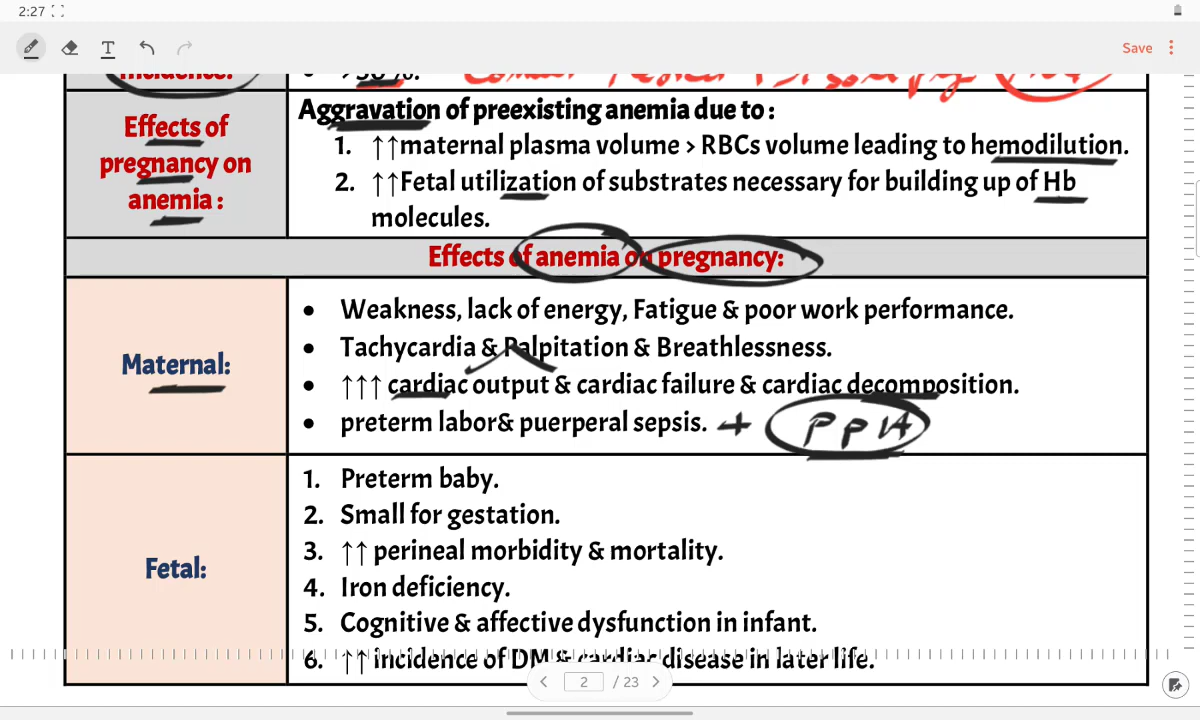 2:27
T
Save
Incidence:
• >50 %.
Effects of
pregnancy on
anemia :
Aggravation of preexisting anemia due to :
1. ↑↑maternal plasma volume > RBCs volume leading to hemodilution.
2. ↑↑Fetal utilization of substrates necessary for building up of Hb
molecules.
Effects of anemia on pregnancy:
Maternal:
• Weakness, lack of energy, Fatigue & poor work performance.
• Tachycardia & Palpitation & Breathlessness.
• ↑↑↑ cardiac output & cardiac failure & cardiac decomposition.
• preterm labor& puerperal sepsis. + PPH
Fetal:
1. Preterm baby.
2. Small for gestation.
3. ↑↑ perineal morbidity & mortality.
4. Iron deficiency.
5. Cognitive & affective dysfunction in infant.
6. ↑↑ incidence of DM & cardiac disease in later life.
2 / 23